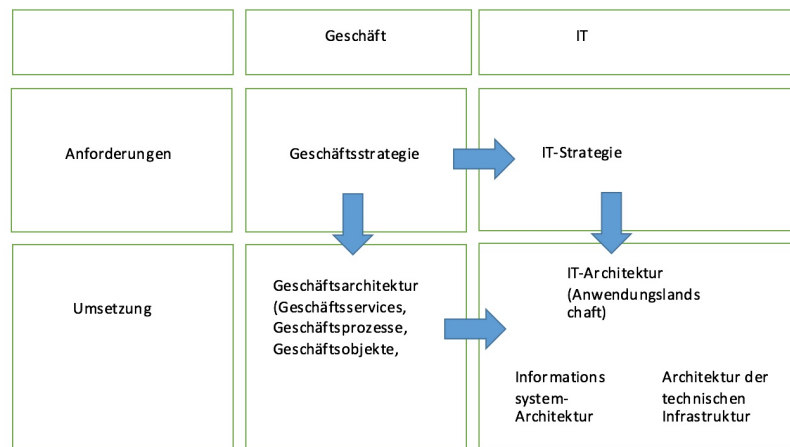 Geschäft
IT
Anforderungen
Geschäftsstrategie
IT-Strategie
Umsetzung
Geschäftsarchitektur
(Geschäftsservices,
Geschäftsprozesse,
Geschäftsobjekte,
IT-Architektur
(Anwendungslands
chaft)
Informations
system-
Architektur
Architektur der
technischen
Infrastruktur